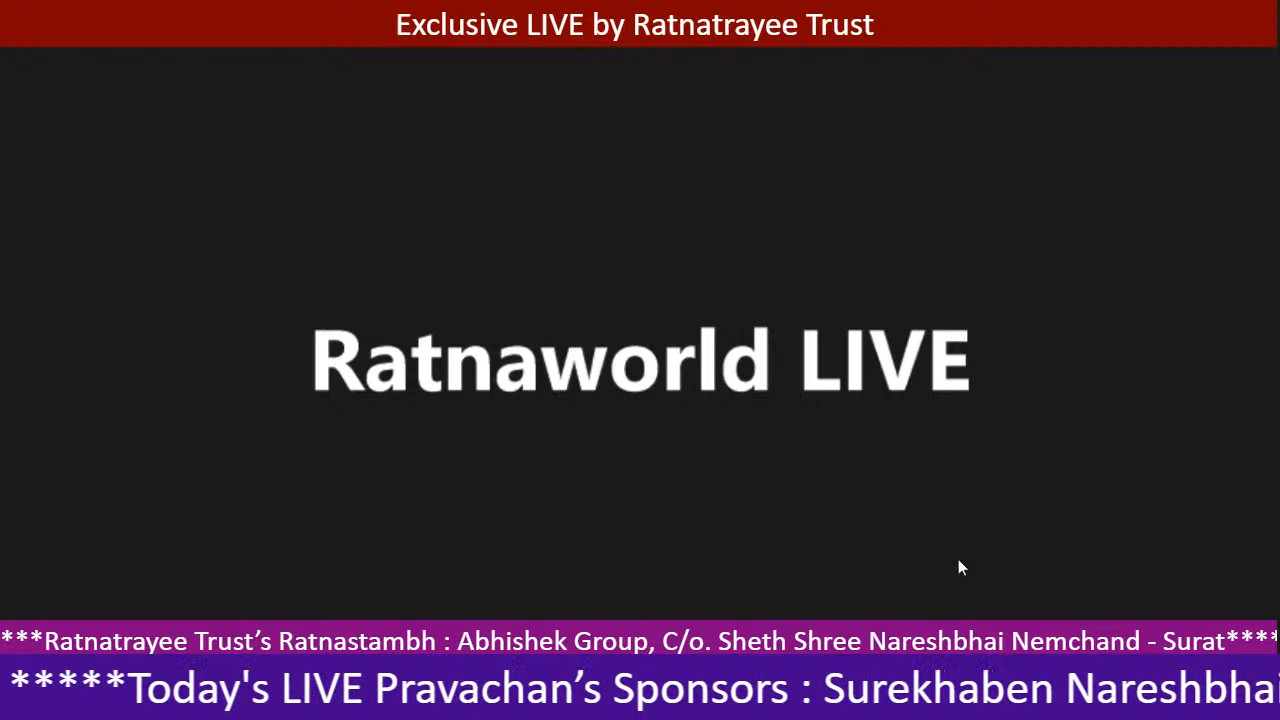 Exclusive LIVE by Ratnatrayee Trust
Ratnaworld LIVE
***Ratnatrayee Trust’s Ratnastambh : Abhishek Group, C/o. Sheth Shree Nareshbhai Nemchand - Surat****
*****Today's LIVE Pravachan’s Sponsors : Surekhaben Nareshbhai